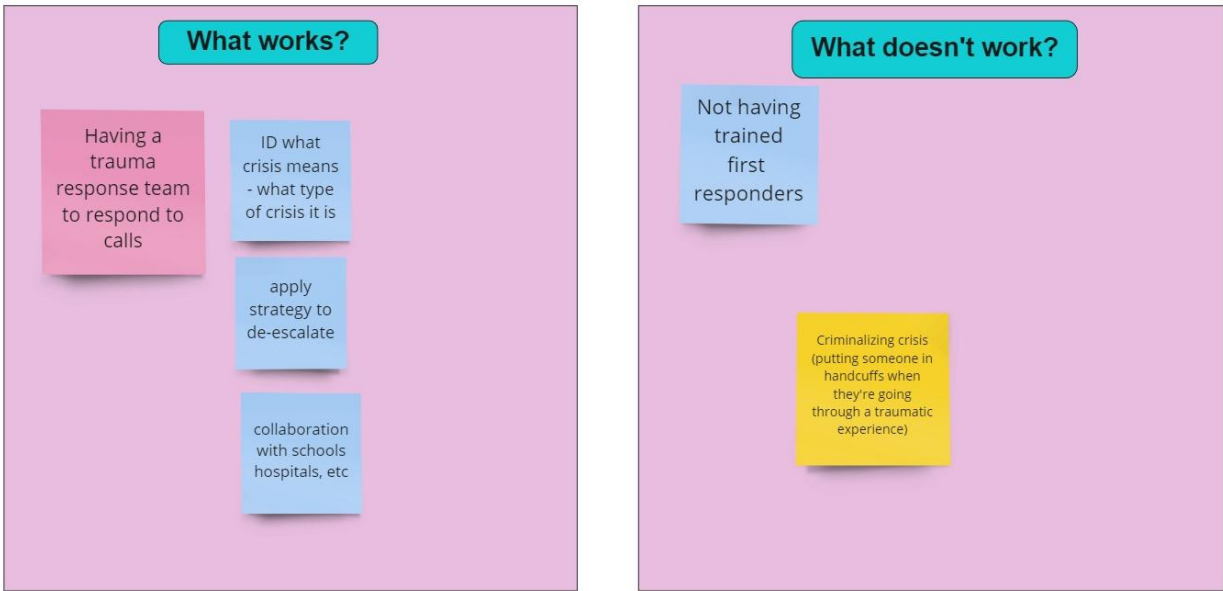 What works?
Having a
trauma
response team
to respond to
calls
ID what
crisis means
- what type
of crisis it is
apply
strategy to
de-escalate
collaboration
with schools
hospitals, etc
What doesn't work?
Not having
trained
first
responders
Criminalizing crisis
(putting someone in
handcuffs when
they're going
through a traumatic
experience)